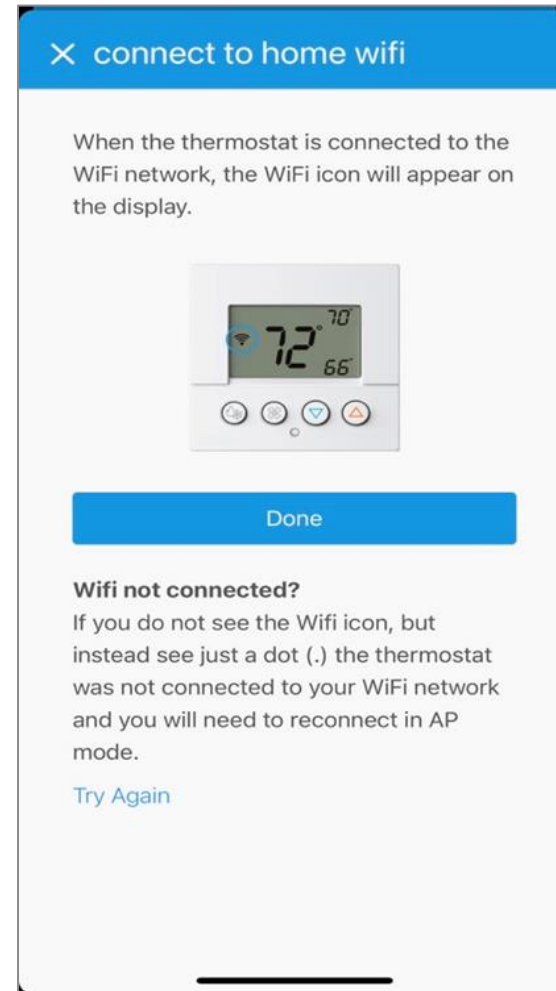 connect to home wifi
When the thermostat is connected to the
WiFi network, the WiFi icon will appear on
the display.
70°
72°
66°
Done
Wifi not connected?
If you do not see the Wifi icon, but
instead see just a dot (.) the thermostat
was not connected to your WiFi network
and you will need to reconnect in AP
mode.
Try Again